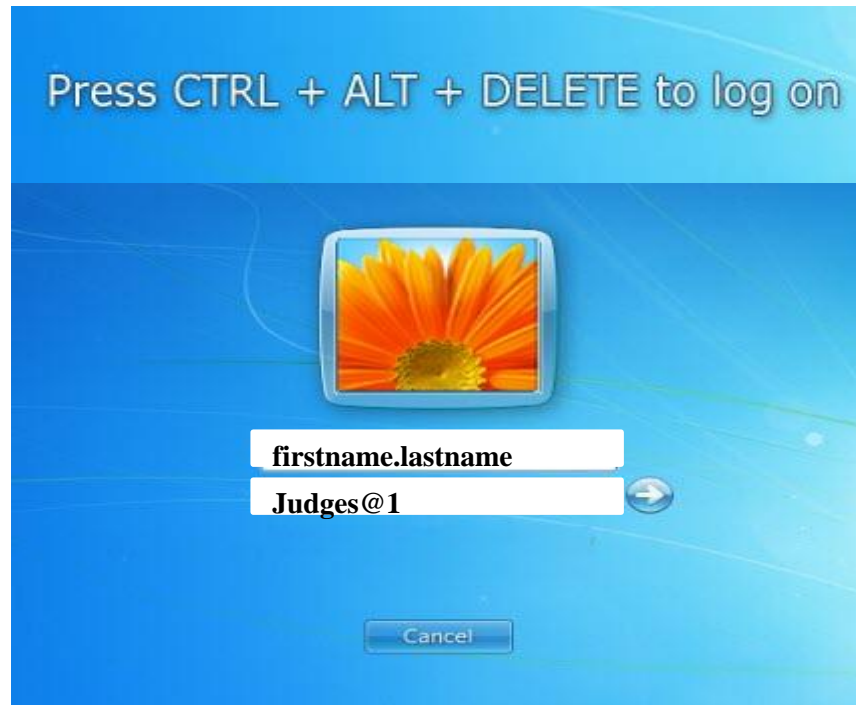 Press CTRL + ALT + DELETE to log on
firstname.lastname
Judges@1
Cancel